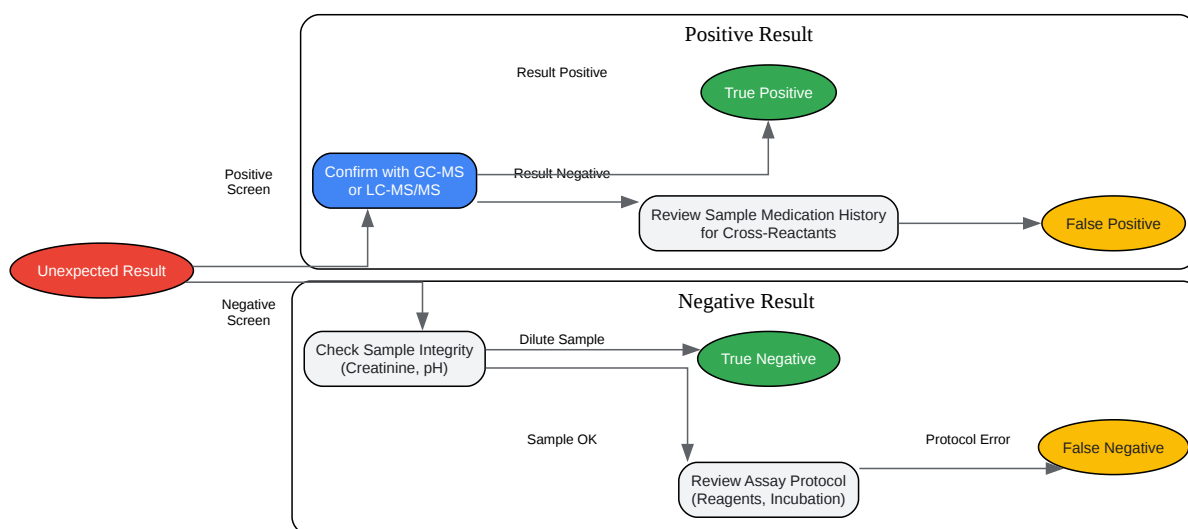 Positive Result
Result Positive
True Positive
Positive
Screen
Confirm with GC-MS
or LC-MS/MS
Result Negative
Review Sample Medication History
for Cross-Reactants
False Positive
Unexpected Result
Negative
Screen
Negative Result
Check Sample Integrity
(Creatinine, pH)
Dilute Sample
True Negative
Sample OK
Protocol Error
False Negative
Review Assay Protocol
(Reagents, Incubation)